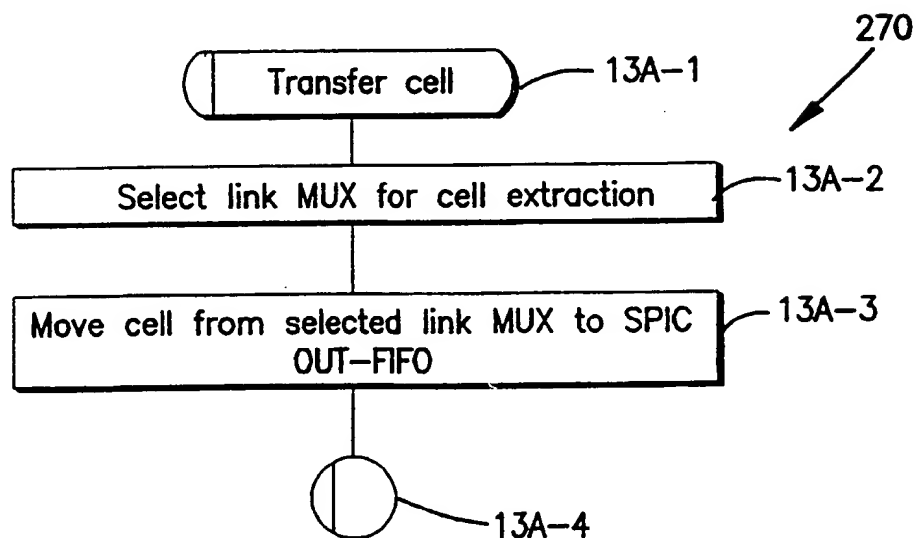 270
Transfer cell
13A-1
Select link MUX for cell extraction
13A-2
Move cell from selected link MUX to SPIC
OUT-FIFO
13A-3
13A-4